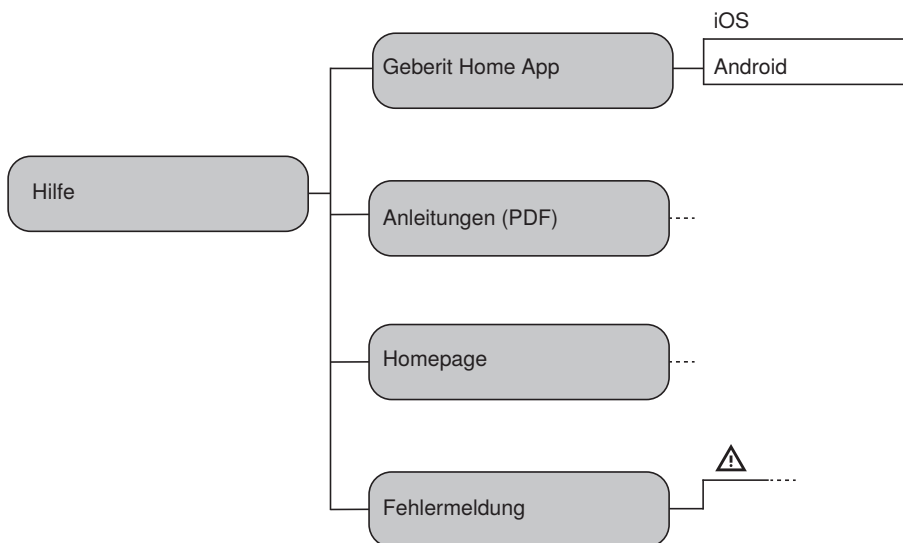 iOS
Geberit Home App
Android
Hilfe
Anleitungen (PDF)
Homepage
Fehlermeldung